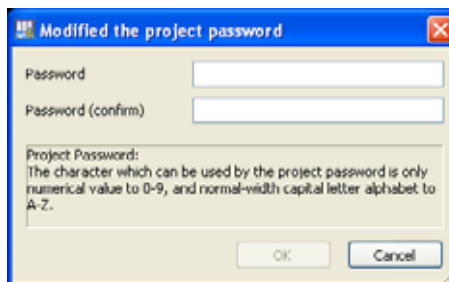 Modified the project password
Password
Password (confirm)
Project Password:
The character which can be used by the project password is only
numerical value to 0-9, and normal-width capital letter alphabet to
A-Z.
OK Cancel